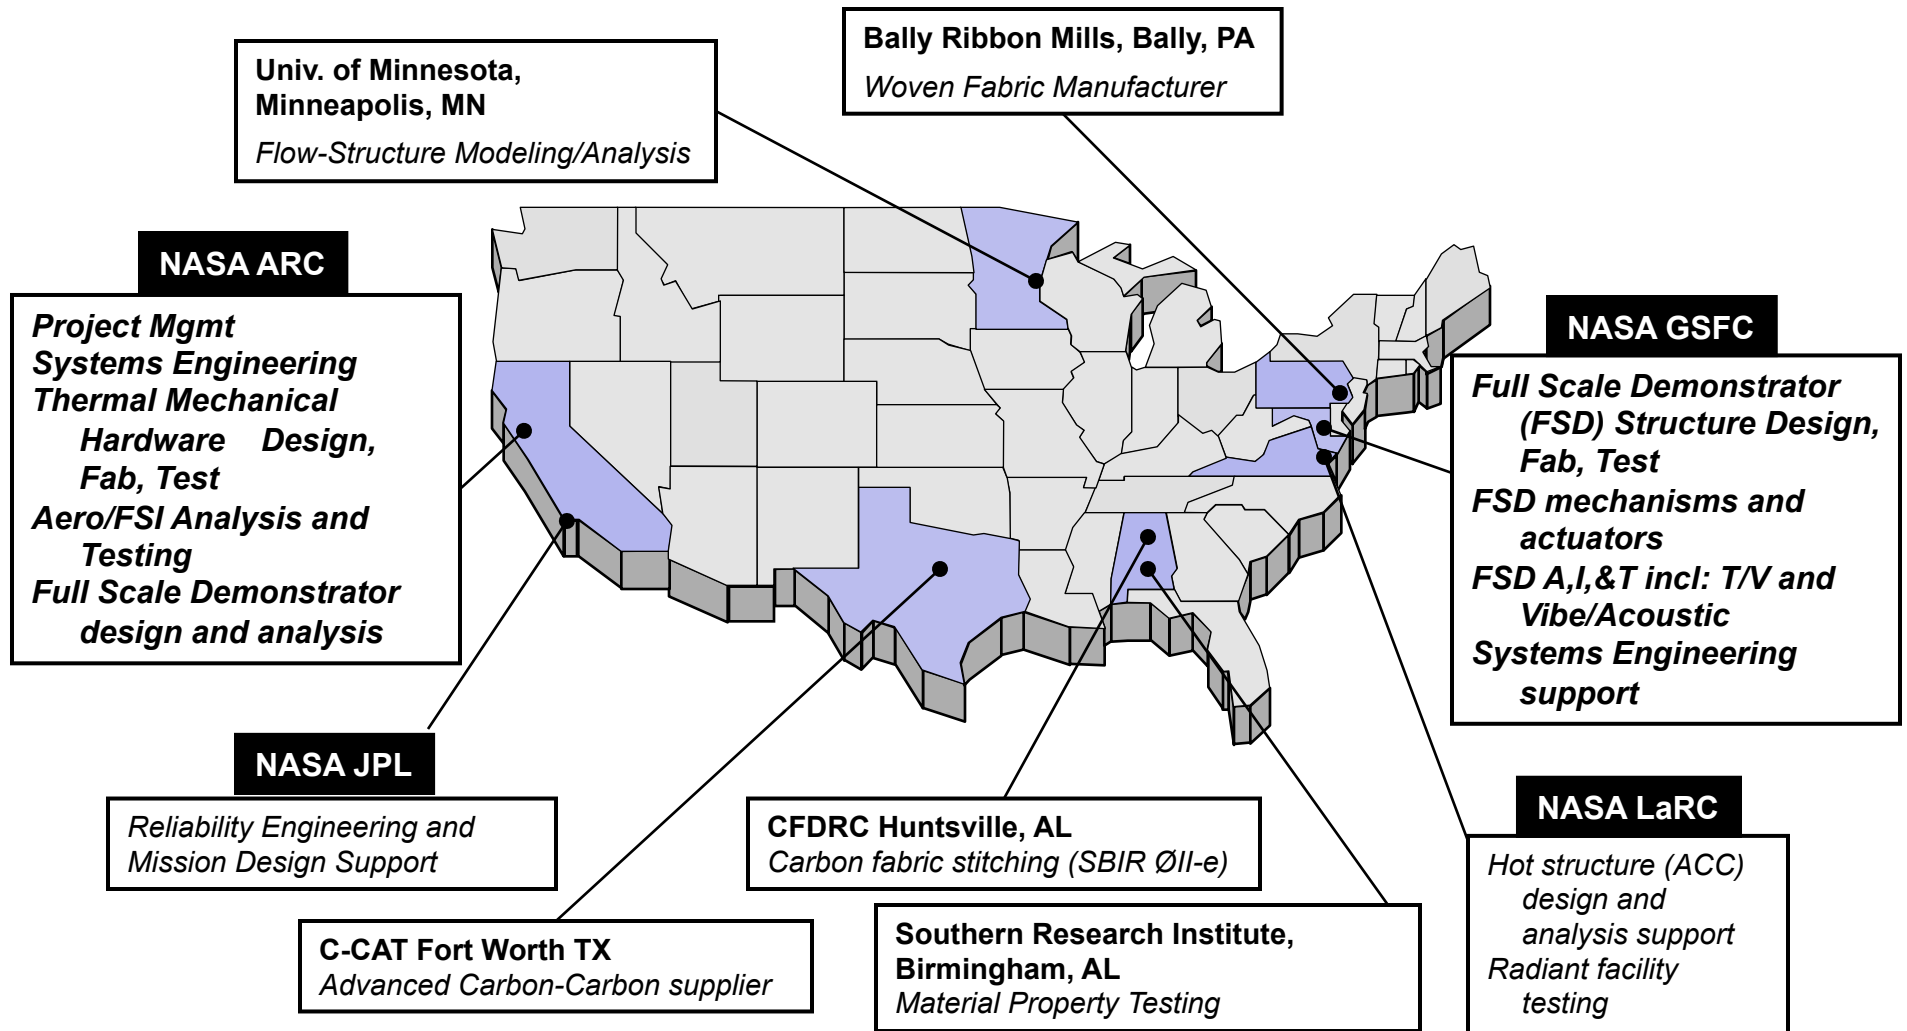 Univ. of Minnesota,
Minneapolis, MN
Flow-Structure Modeling/Analysis
Bally Ribbon Mills, Bally, PA
Woven Fabric Manufacturer
NASA ARC
Project Mgmt
Systems Engineering
Thermal Mechanical
Hardware Design,
Fab, Test
Aero/FSI Analysis and
Testing
Full Scale Demonstrator
design and analysis
NASA GSFC
Full Scale Demonstrator
(FSD) Structure Design,
Fab, Test
FSD mechanisms and
actuators
FSD A,I,&T incl: T/V and
Vibe/Acoustic
Systems Engineering
support
NASA JPL
Reliability Engineering and
Mission Design Support
CFDRC Huntsville, AL
Carbon fabric stitching (SBIR ØII-e)
NASA LaRC
Hot structure (ACC)
design and
analysis support
Radiant facility
testing
C-CAT Fort Worth TX
Advanced Carbon-Carbon supplier
Southern Research Institute,
Birmingham, AL
Material Property Testing